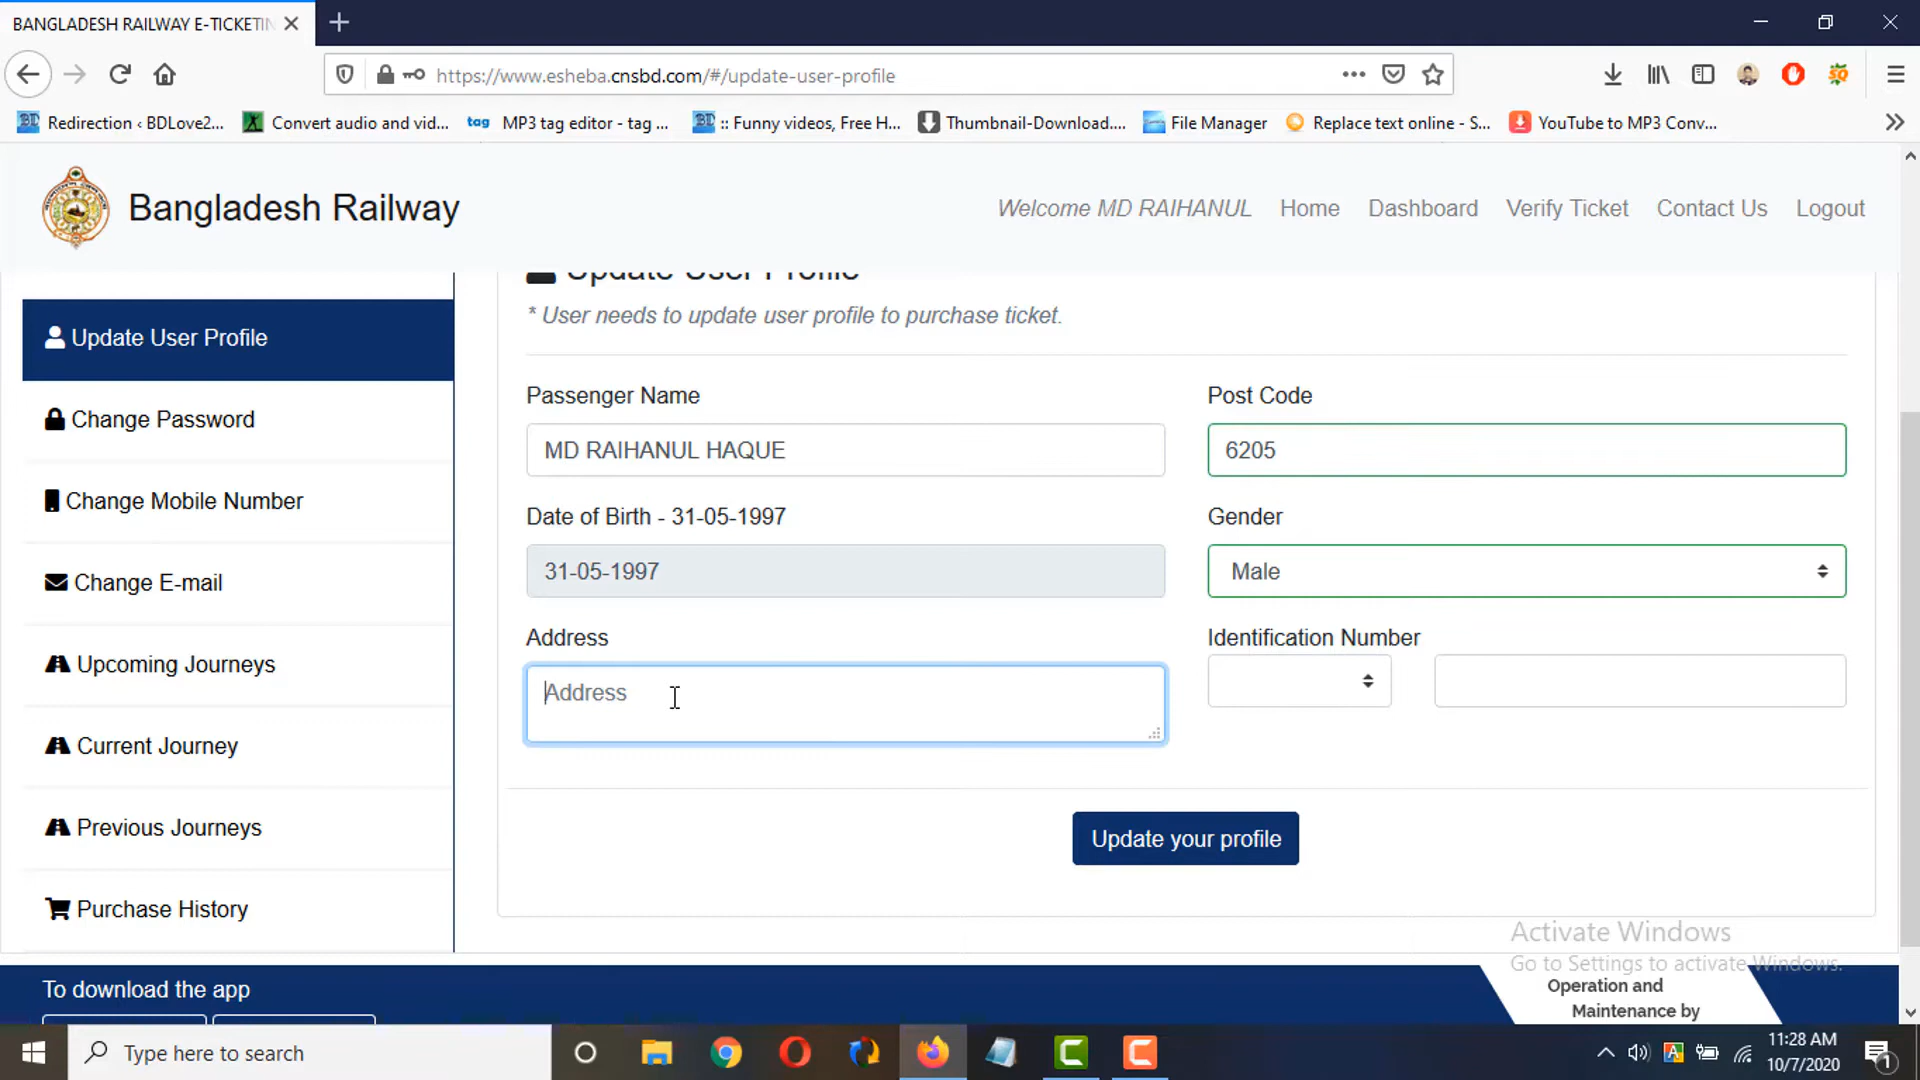 BANGLADESH RAILWAY E-TICKETIN
https://www.esheba.cnsbd.com/#/update-user-profile
Redirection ‹ BDLove2...
Convert audio and vid...
tag MP3 tag editor - tag ...
:: Funny videos, Free H...
Thumbnail-Download....
File Manager
Replace text online - S...
YouTube to MP3 Conv...
Bangladesh Railway
Welcome MD RAIHANUL
Home
Dashboard
Verify Ticket
Contact Us
Logout
Update User Profile
* User needs to update user profile to purchase ticket.
Update User Profile
Change Password
Change Mobile Number
Change E-mail
Upcoming Journeys
Current Journey
Previous Journeys
Purchase History
Passenger Name
MD RAIHANUL HAQUE
Post Code
6205
Date of Birth - 31-05-1997
31-05-1997
Gender
Male
Address
Address
Identification Number
Update your profile
Activate Windows
Go to Settings to activate Windows.
To download the app
Operation and
Maintenance by
Type here to search
11:28 AM
10/7/2020
1